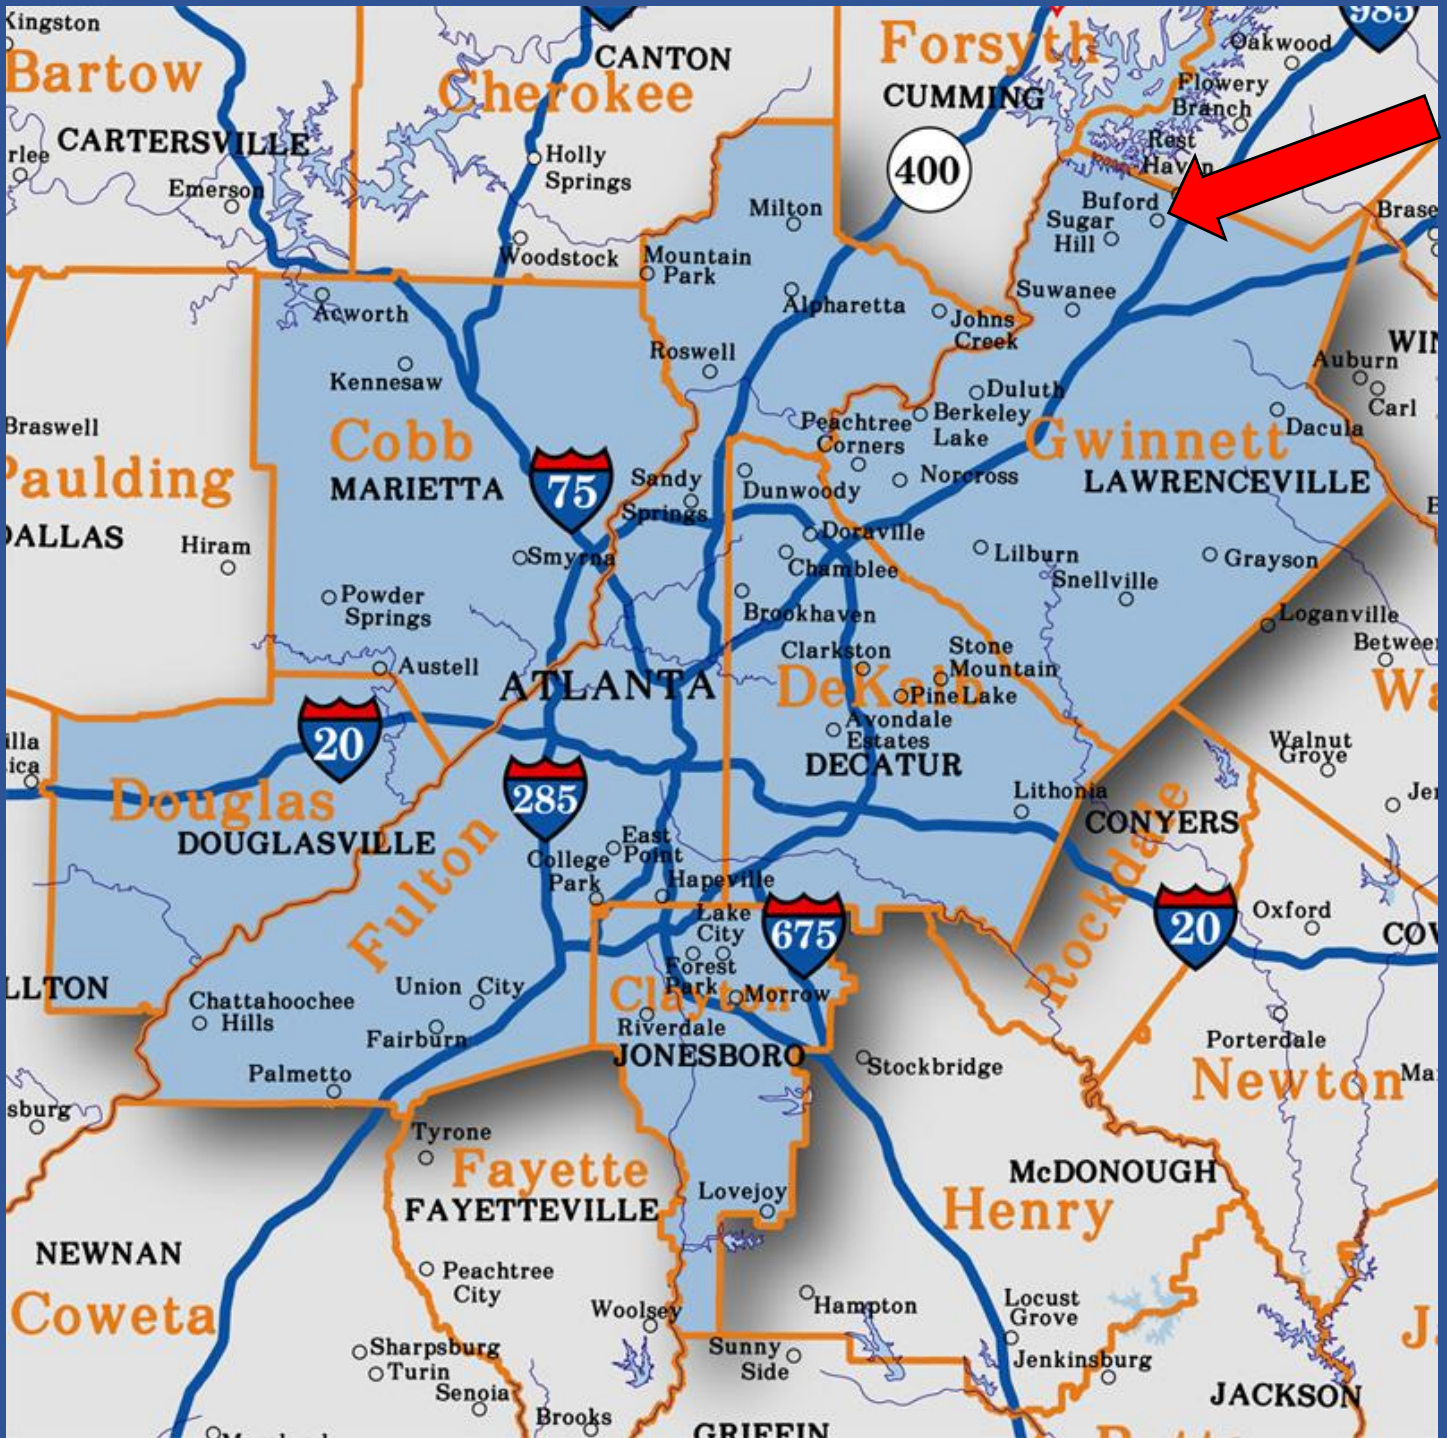 Kingston
Bartow
CARTERSVILLE
Emerson
CANTON
Cherokee
Holly
Springs
Woodstock
Forsyth
CUMMING
400
985
Oakwood
Flowery
Branch
Rest
Haven
Buford
Sugar
Hill
Suwanee
Milton
Mountain
Park
Alpharetta
Johns
Creek
Roswell
Acworth
Kennesaw
Cobb
MARIETTA
75
Braswell
Paulding
Hiram
Smyrna
Powder
Springs
Austell
Sandy
Springs
Peachtree
Corners
Duluth
Berkeley
Lake
Norcross
Gwinnett
LAWRENCEVILLE
Dacula
Auburn
Carl
Dunwoody
Doraville
Chamblee
Brookhaven
Lilburn
Snellville
Grayson
Loganville
Clarkston
Stone
Mountain
DeKalb
Pine Lake
Avondale
Estates
DECATUR
Lithonia
ATLANTA
20
285
Douglas
DOUGLASVILLE
Fulton
East
Point
College
Park
Hapeville
Lake
City
675
Forest
Park
Clayton
Morrow
Riverdale
JONESBORO
Union City
Chattahoochee
Hills
Fairburn
Palmetto
CONYERS
Rockdale
20
Walnut
Grove
Oxford
Porterdale
Newton
Stockbridge
Tyrone
Fayette
FAYETTEVILLE
Lovejoy
McDONOUGH
Henry
NEWNAN
Coweta
Peachtree
City
Woolsey
Sharpsburg
Turin
Senoia
Brooks
Sunny
Side
Hampton
Locust
Grove
Jenkinsburg
JACKSON
GRIFFIN